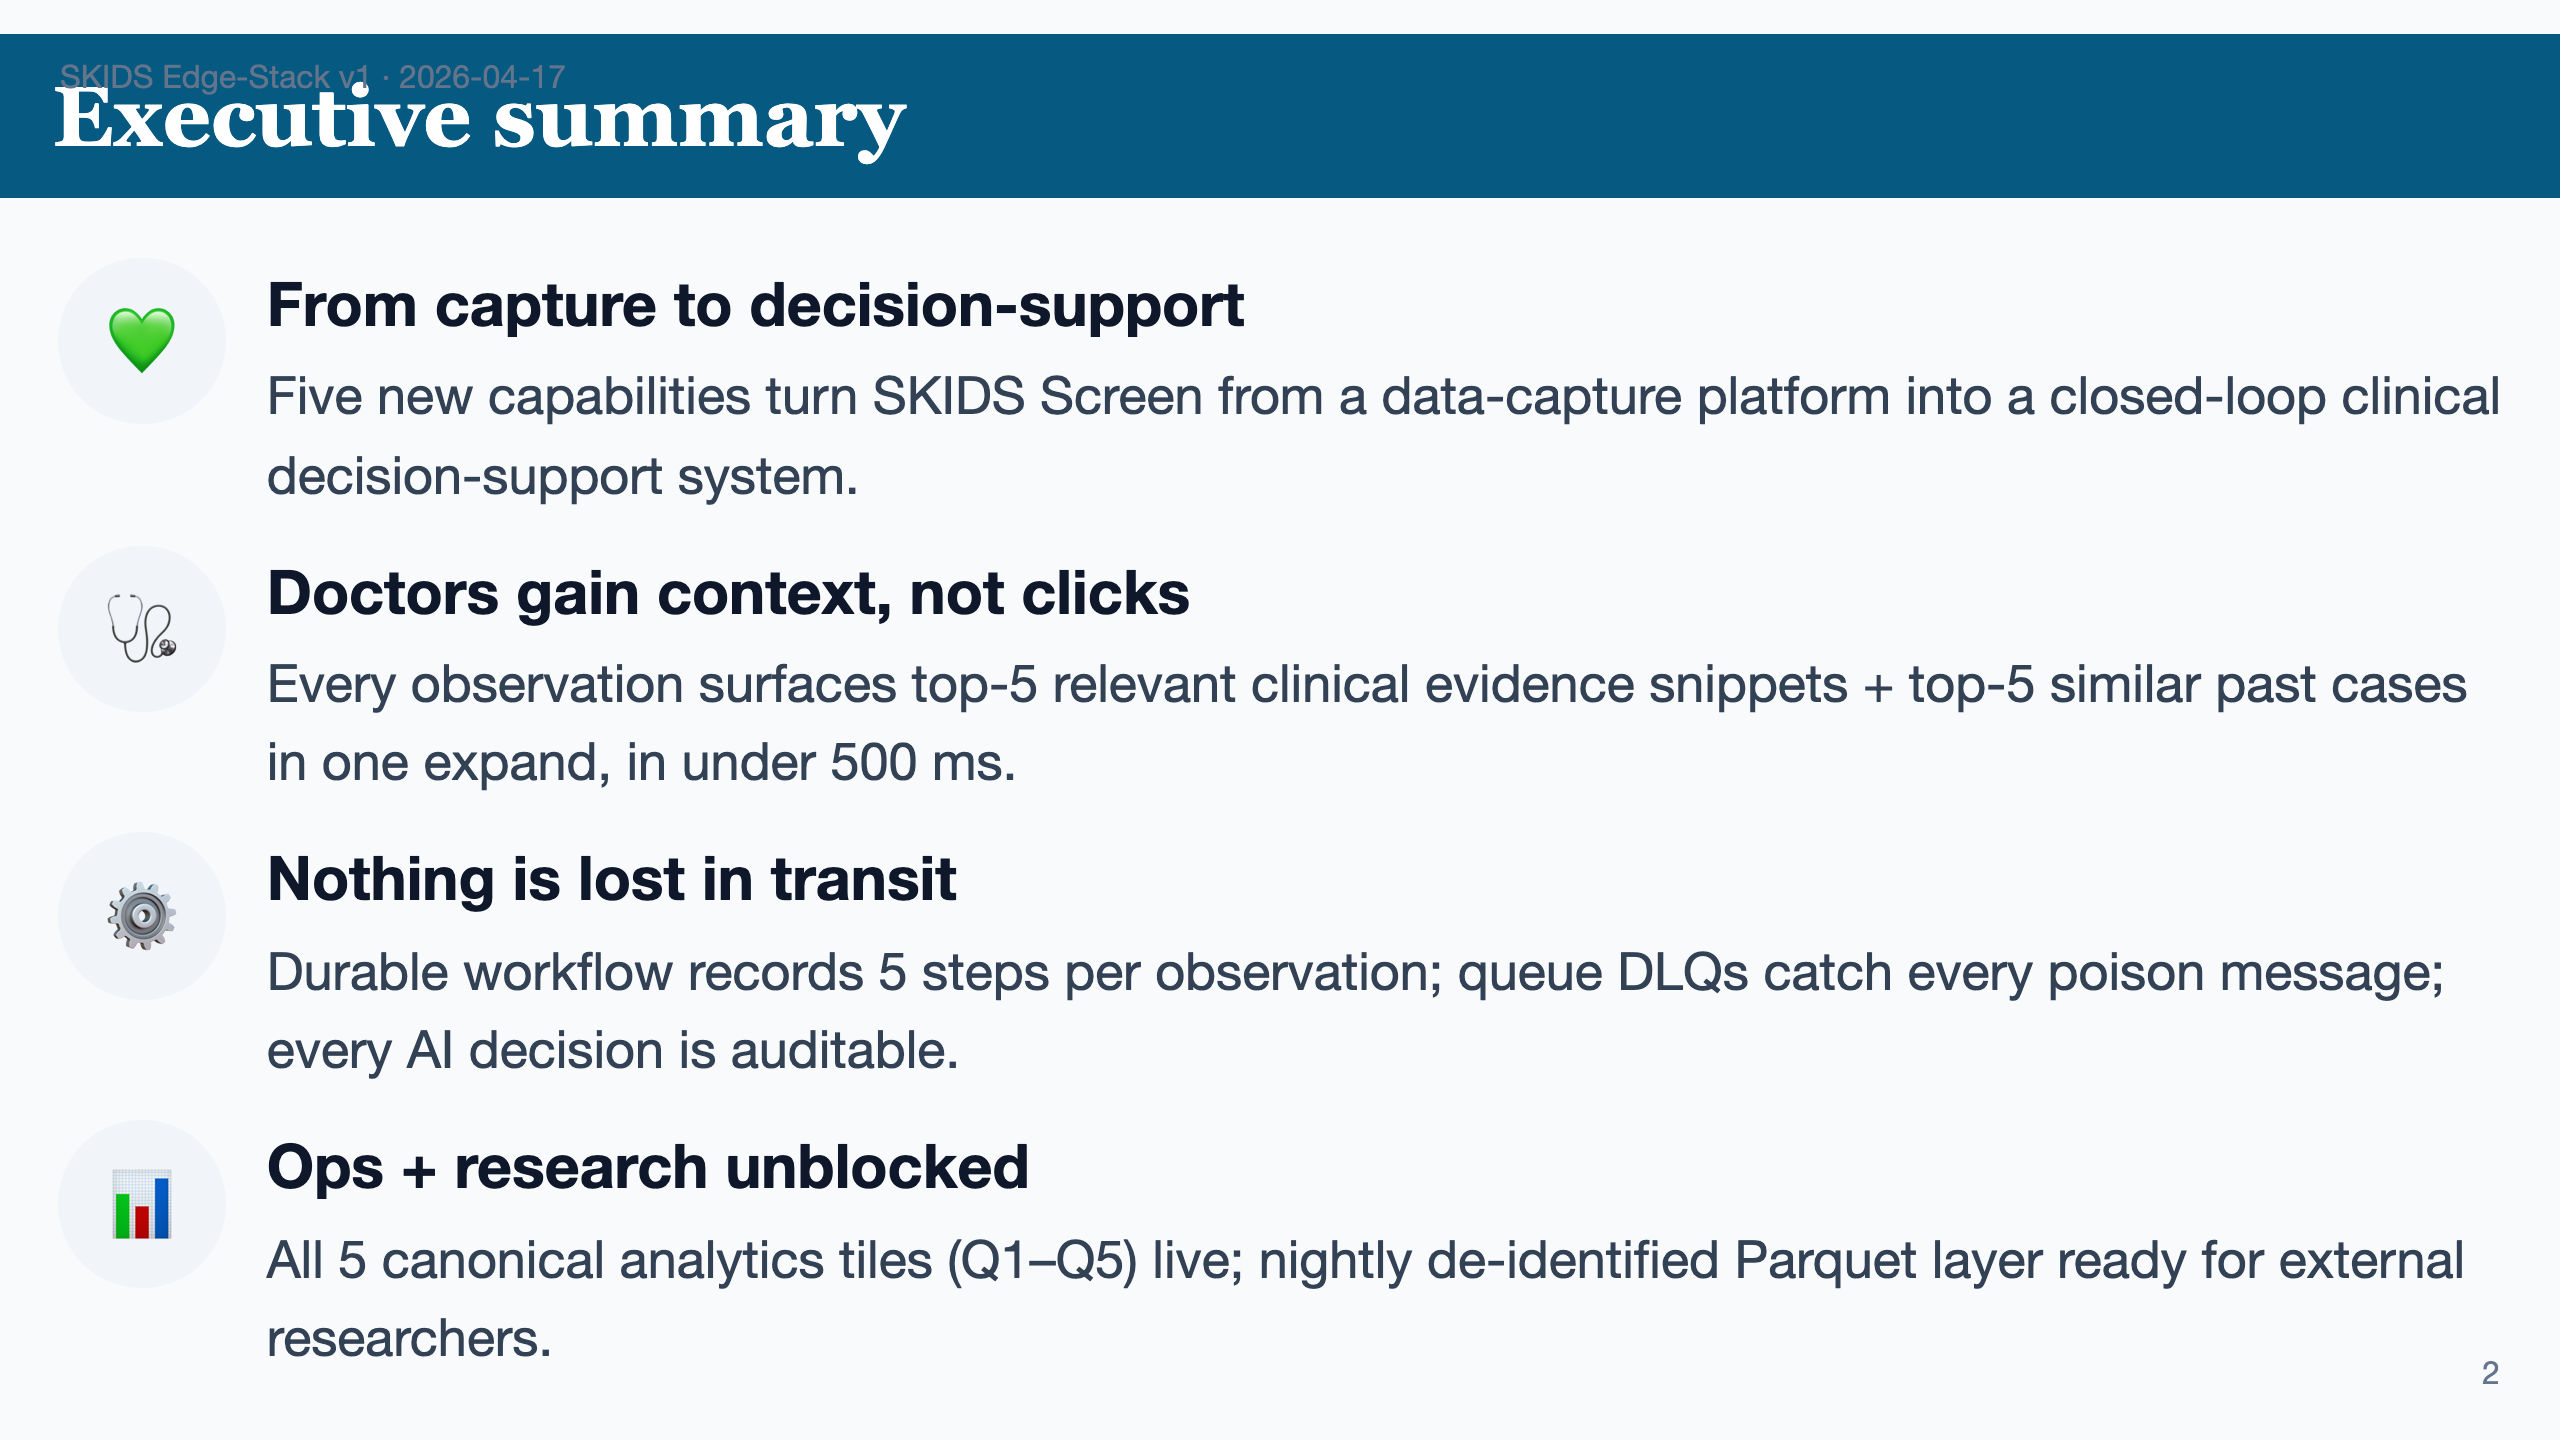 SKIDS Edge-Stack v1 · 2026-04-17
Executive summary
From capture to decision-support
Five new capabilities turn SKIDS Screen from a data-capture platform into a closed-loop clinical
decision-support system.
Doctors gain context, not clicks
Every observation surfaces top-5 relevant clinical evidence snippets + top-5 similar past cases
in one expand, in under 500 ms.
Nothing is lost in transit
Durable workflow records 5 steps per observation; queue DLQs catch every poison message;
every AI decision is auditable.
Ops + research unblocked
All 5 canonical analytics tiles (Q1–Q5) live; nightly de-identified Parquet layer ready for external
researchers.
2